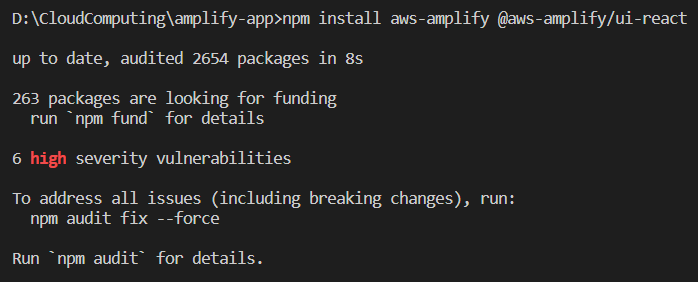 D:\CloudComputing\amplify-app>npm install aws-amplify @aws-amplify/ui-react
up to date, audited 2654 packages in 8s
263 packages are looking for funding
run `npm fund` for details
6 high severity vulnerabilities
To address all issues (including breaking changes), run:
npm audit fix --force
Run `npm audit` for details.